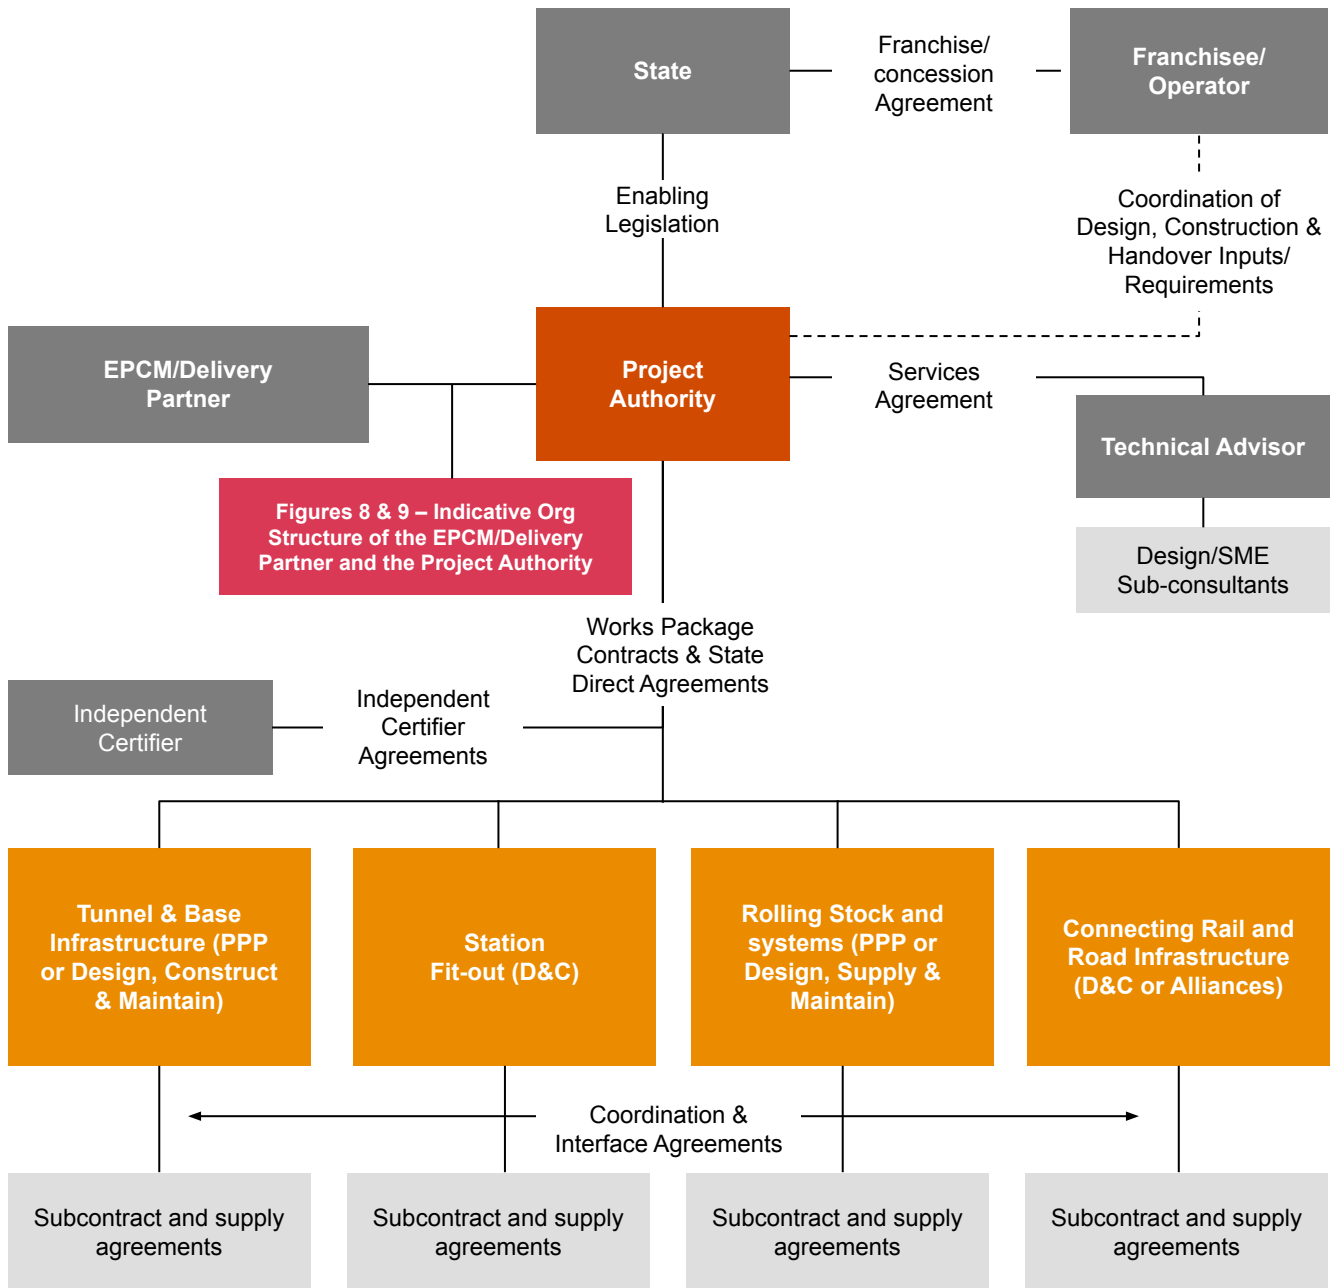 State
Franchise/
concession
Agreement
Franchisee/
Operator
Enabling
Legislation
Coordination of
Design, Construction &
Handover Inputs/
Requirements
EPCM/Delivery
Partner
Project
Authority
Services
Agreement
Technical Advisor
Figures 8 & 9 – Indicative Org
Structure of the EPCM/Delivery
Partner and the Project Authority
Design/SME
Sub-consultants
Works Package
Contracts & State
Direct Agreements
Independent
Certifier
Independent
Certifier
Agreements
Tunnel & Base
Infrastructure (PPP
or Design, Construct
& Maintain)
Station
Fit-out (D&C)
Rolling Stock and
systems (PPP or
Design, Supply &
Maintain)
Connecting Rail and
Road Infrastructure
(D&C or Alliances)
Coordination &
Interface Agreements
Subcontract and supply
agreements
Subcontract and supply
agreements
Subcontract and supply
agreements
Subcontract and supply
agreements